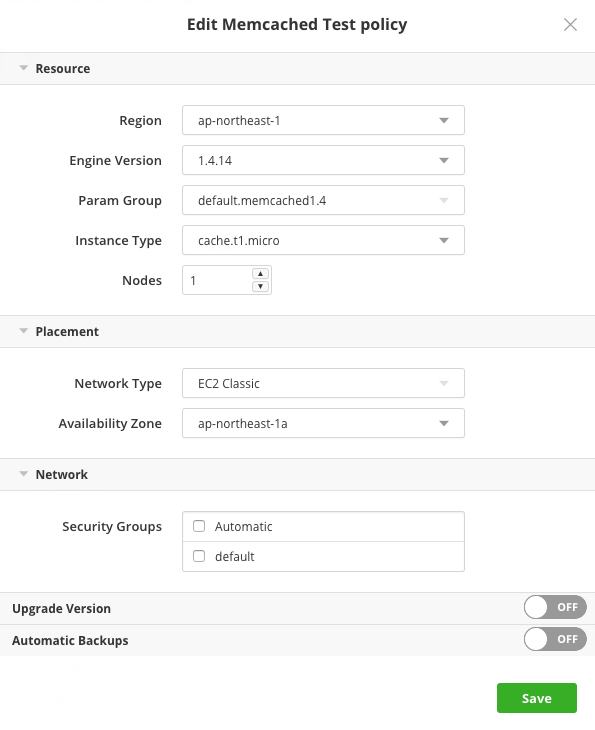 Edit Memcached Test policy
Resource
Region ap-northeast-1
Engine Version 1.4.14
Param Group default.memcached1.4
Instance Type cache.t1.micro
Nodes 1
Placement
Network Type EC2 Classic
Availability Zone ap-northeast-1a
Network
Security Groups Automatic
default
Upgrade Version OFF
Automatic Backups OFF
Save